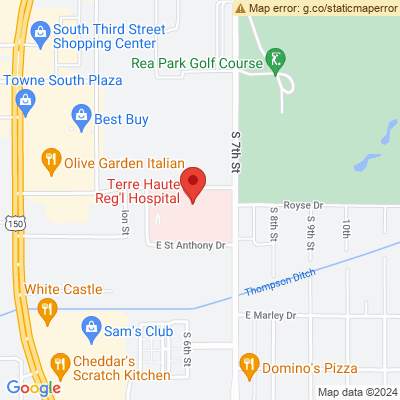 Map error: g.co/staticmaperror
South Third Street
Shopping Center
Rea Park Golf Course
Towne South Plaza
Best Buy
S 7th St
Olive Garden Italian
Terre Haute
Reg'l Hospital
Royse Dr
150
Ion St
S 8th St
S 9th St
10th
E St Anthony Dr
Thompson Ditch
White Castle
E Marley Dr
Sam's Club
S 6th St
Cheddar's
Scratch Kitchen
Domino's Pizza
Google
Map data ©2024